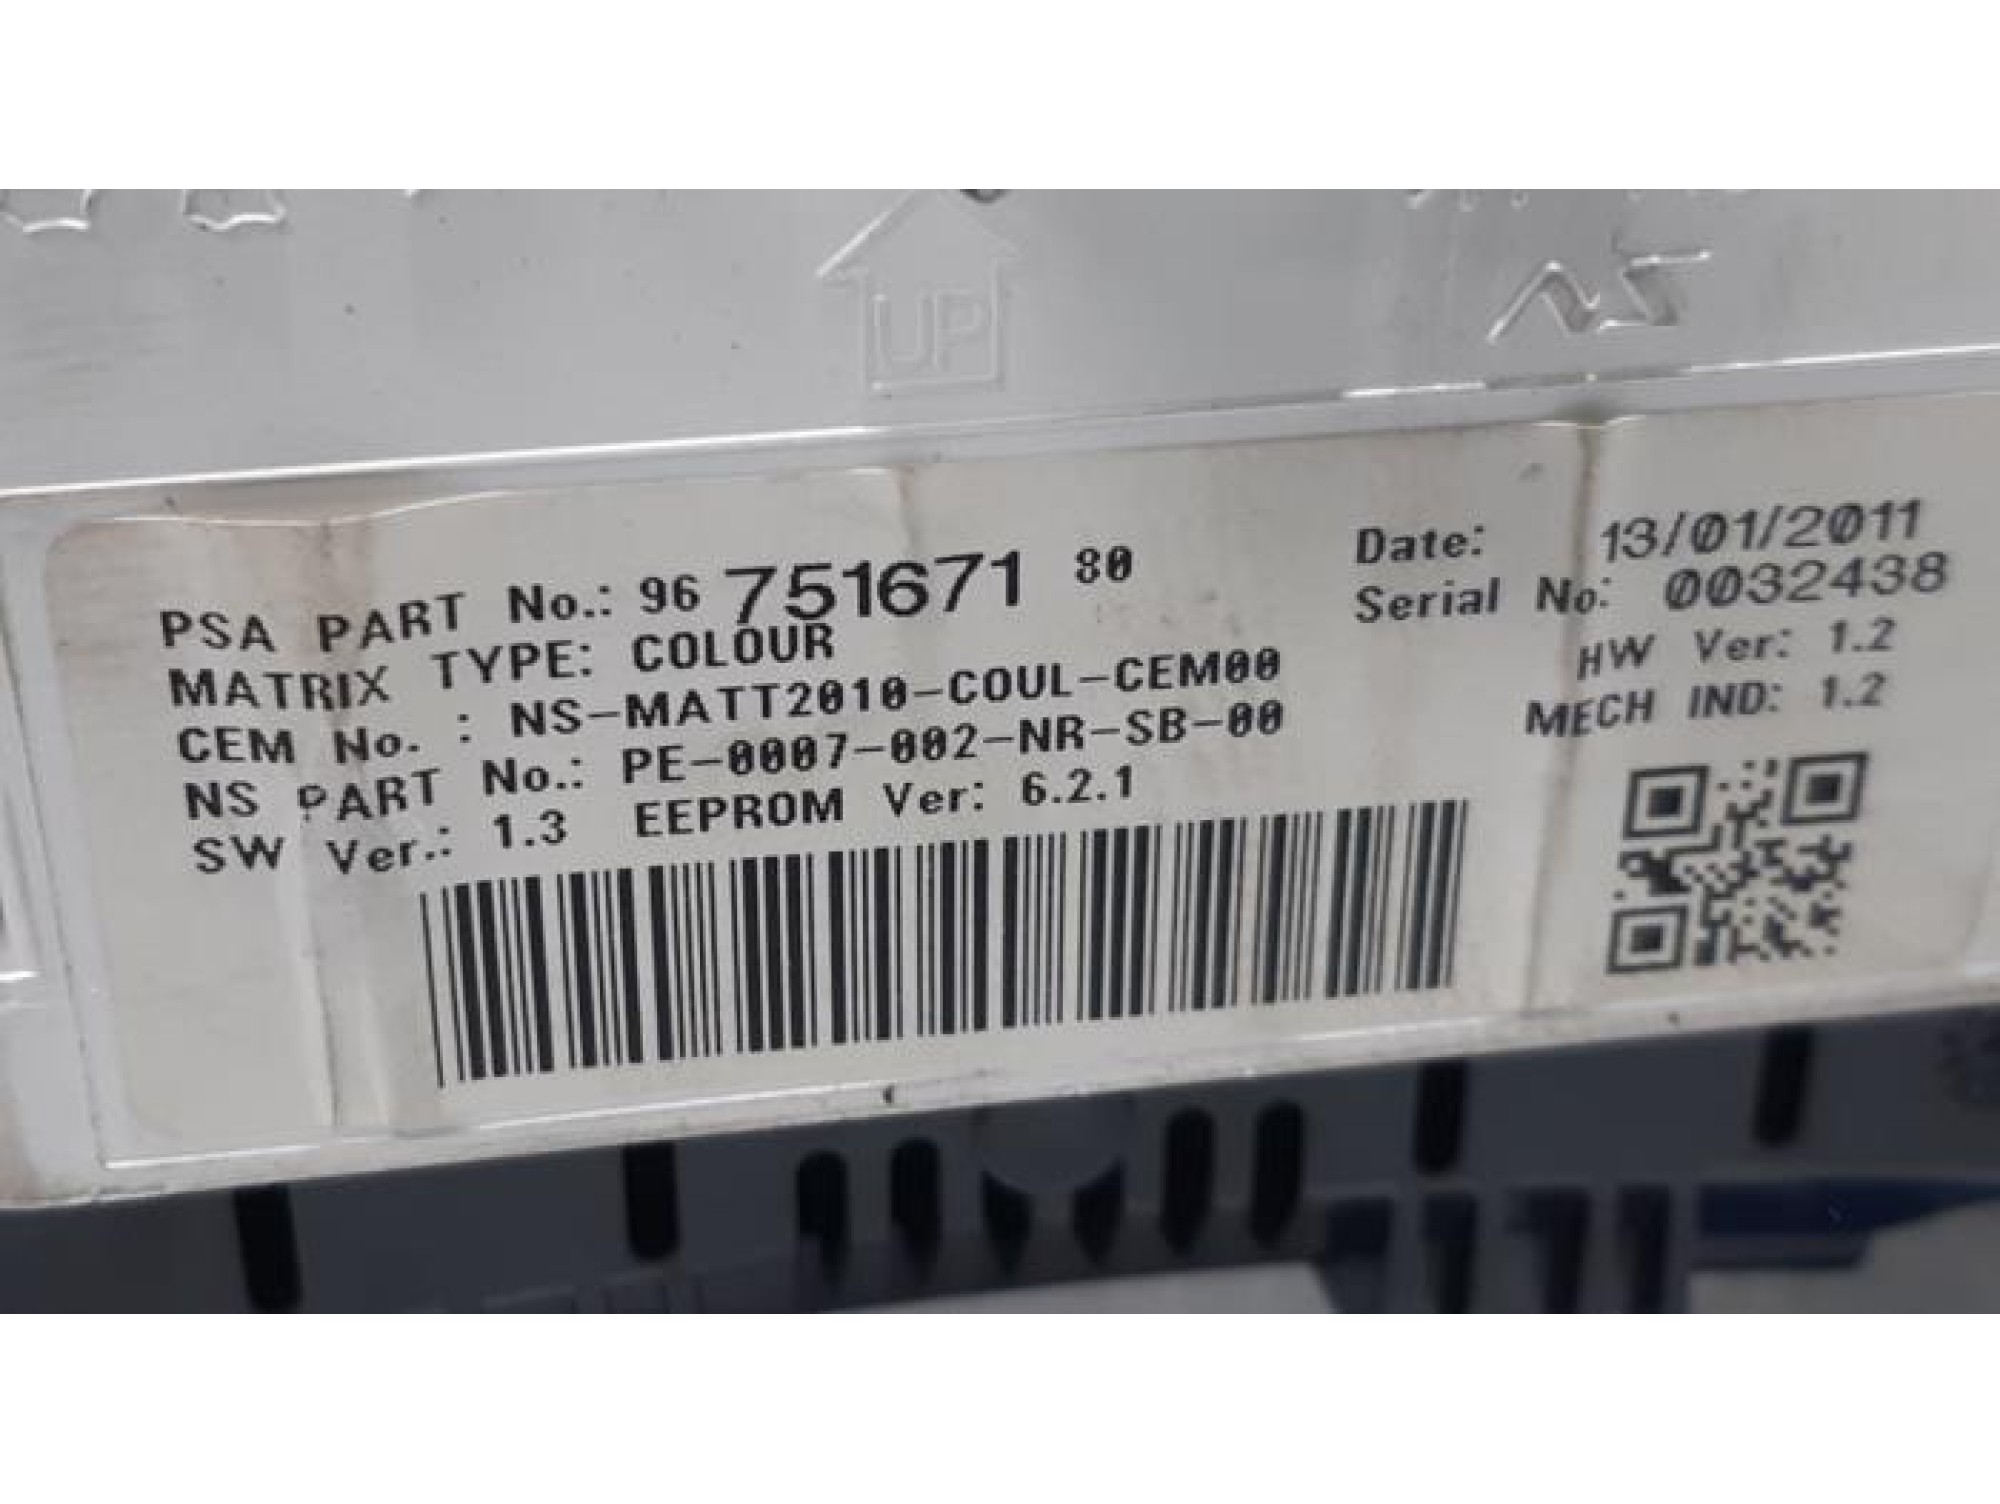 UP
NS
PSA PART No.: 96 751671 80
MATRIX TYPE: COLOUR
CEM No. : NS-MATT2010-COUL-CEM00
NS PART No.: PE-0007-002-NR-SB-00
SW Ver.: 1.3 EEPROM Ver: 6.2.1
Date: 13/01/2011
Serial No: 0032438
HW Ver: 1.2
MECH IND: 1.2